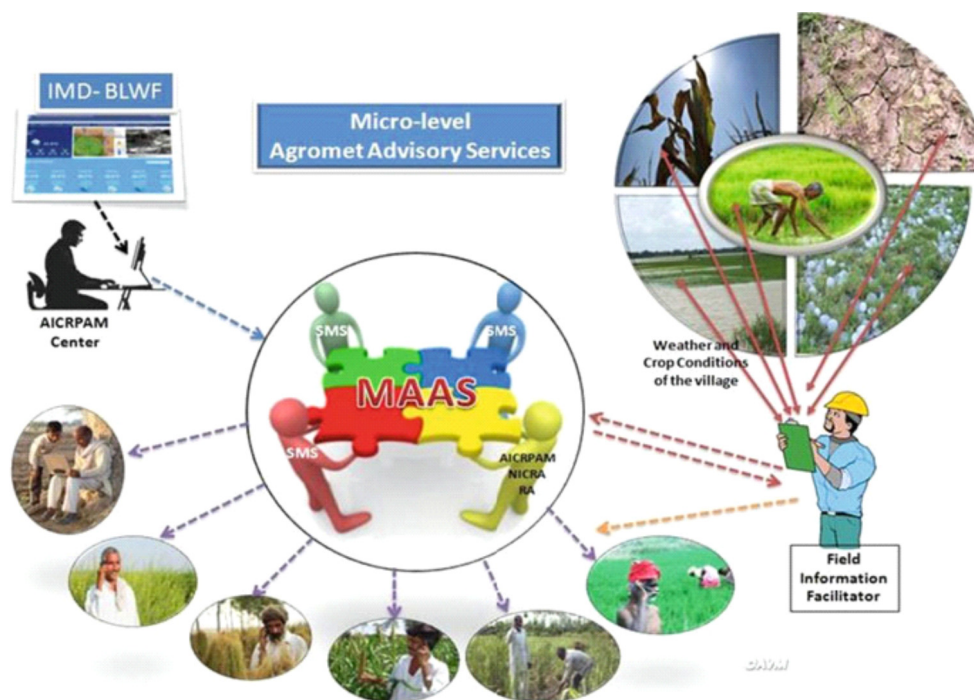 IMD- BLWF
Micro-level
Agromet Advisory Services
AICRPAM
Center
SMS
SMS
MAAS
SMS
AICRPAM
NICRA
RA
Weather and
Crop Conditions
of the village
Field
Information
Facilitator